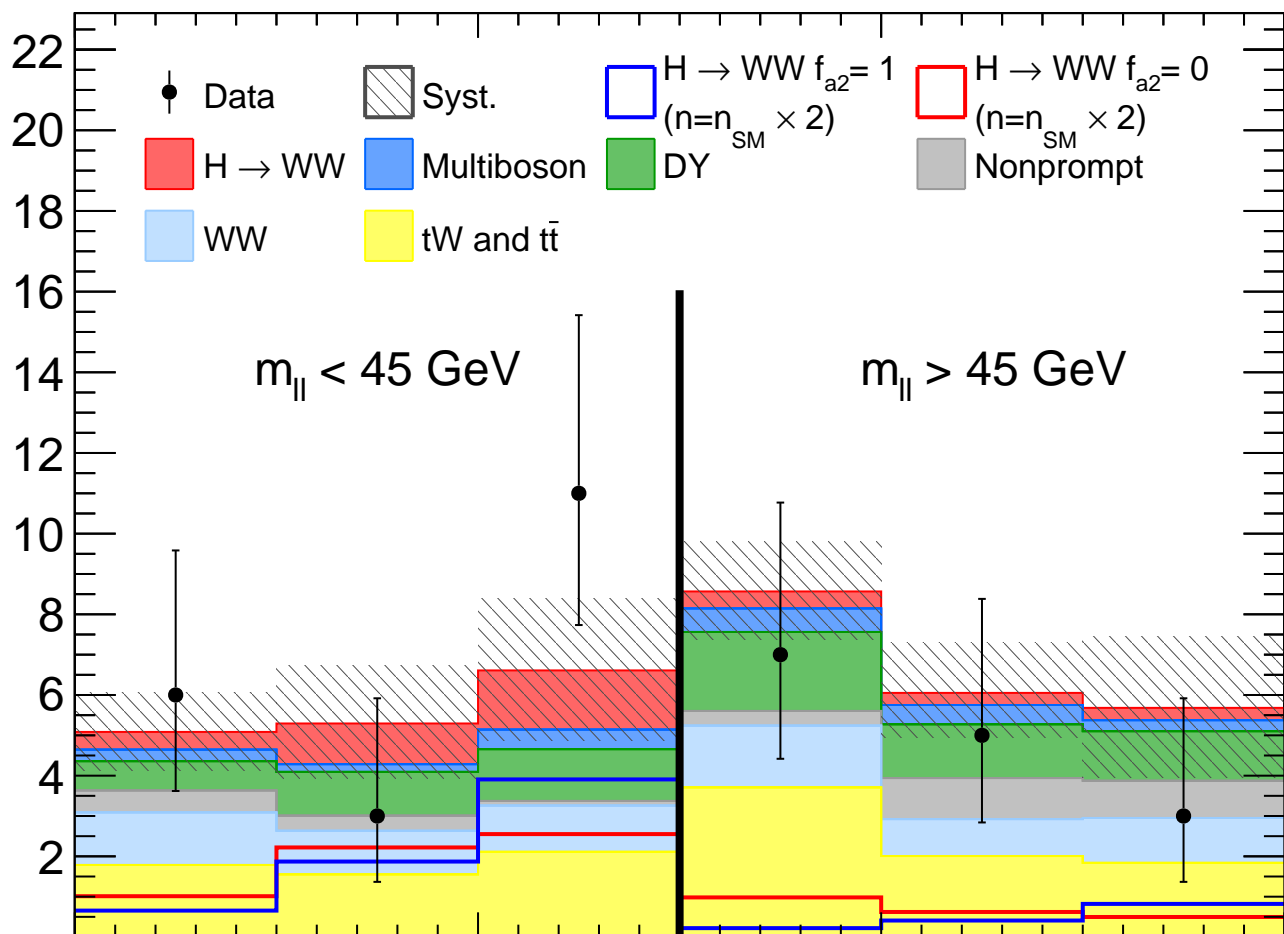 22
20
18
16
14
12
10
8
6
4
2
Data
Syst.
H → WW f_a2 = 1
(n=n_SM × 2)
H → WW f_a2 = 0
(n=n_SM × 2)
H → WW
Multiboson
DY
Nonprompt
WW
tW and tt̄
m_ll < 45 GeV
m_ll > 45 GeV